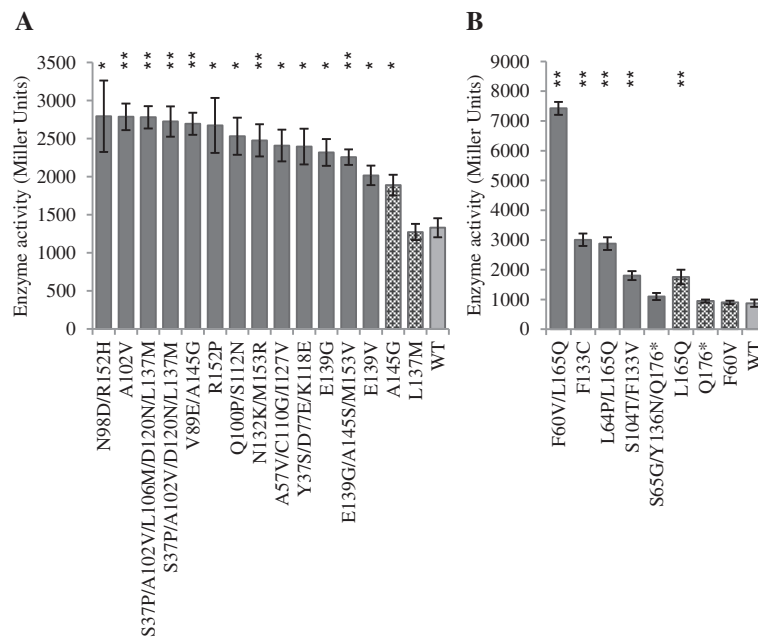 A
* ** ** ** ** * * ** * * * ** * *
Enzyme activity (Miller Units)
3500
3000
2500
2000
1500
1000
500
0
N98D/R152H
A102V
S37P/A102V/L106M/D120N/L137M
S37P/A102V/D120N/L137M
V89E/A145G
R152P
Q100P/S112N
N132K/M153R
A57V/C110G/I127V
Y37S/D77E/K118E
E139G
E139G/A145S/M153V
E139V
A145G
L137M
WT
B
** ** ** ** **
Enzyme activity (Miller Units)
9000
8000
7000
6000
5000
4000
3000
2000
1000
0
F60V/L165Q
F133C
L64P/L165Q
S104T/F133V
S65G/Y136N/Q176*
L165Q
Q176*
F60V
WT